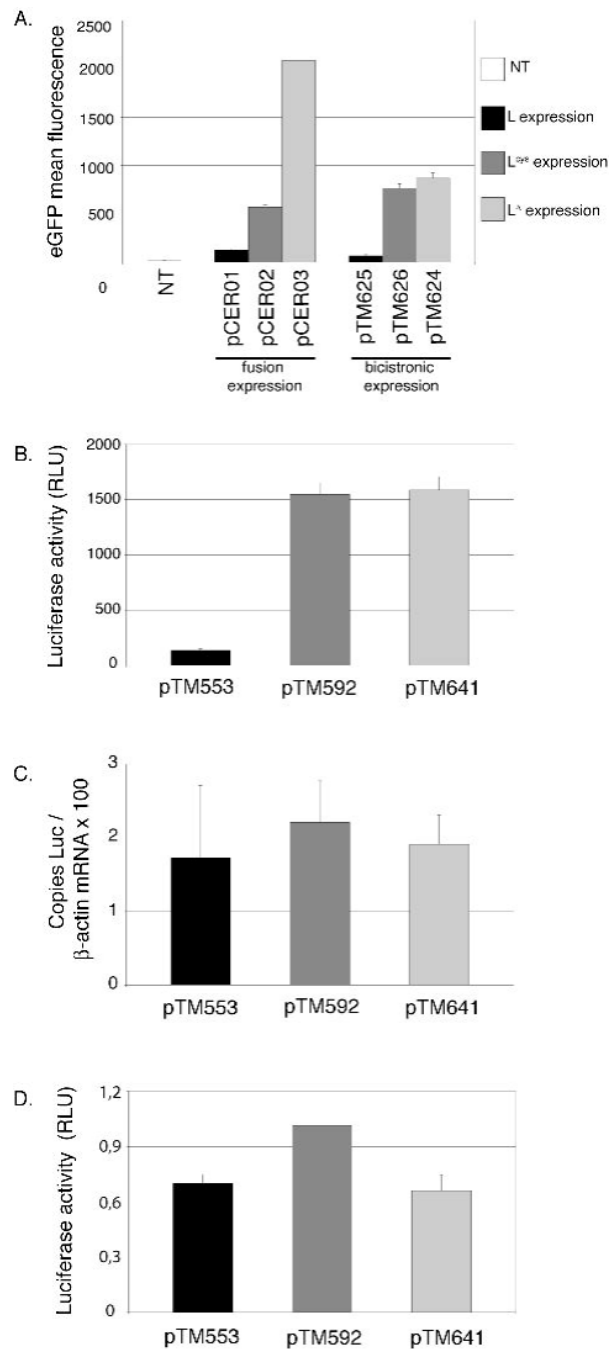 A.
eGFP mean fluorescence
2000
1500
1000
500
0
NT
pCER01
pCER02
pCER03
pTM625
pTM626
pTM624
fusion
expression
bicistronic
expression
NT
L expression
Lᶜʸˢ expression
expression
B.
Luciferase activity (RLU)
2000
1500
1000
500
0
pTM553
pTM592
pTM641
C.
Copies Luc /
β-actin mRNA x 100
3
2
1
0
pTM553
pTM592
pTM641
D.
Luciferase activity (RLU)
1,2
0,9
0,6
0,3
0
pTM553
pTM592
pTM641